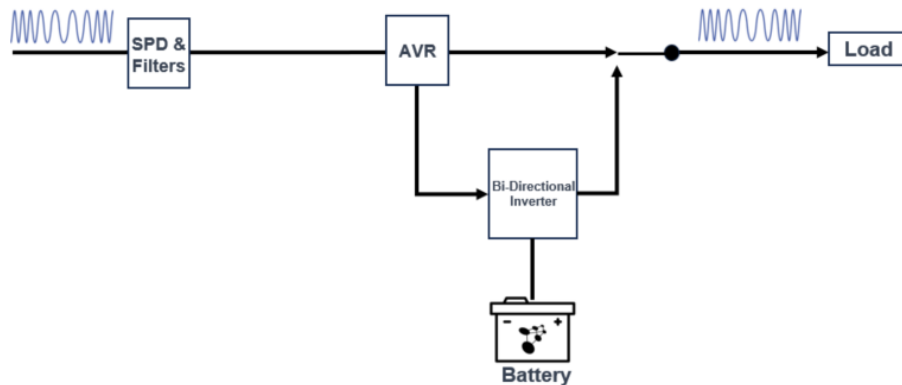 SPD &
Filters
AVR
Load
Bi-Directional
Inverter
- +
Battery